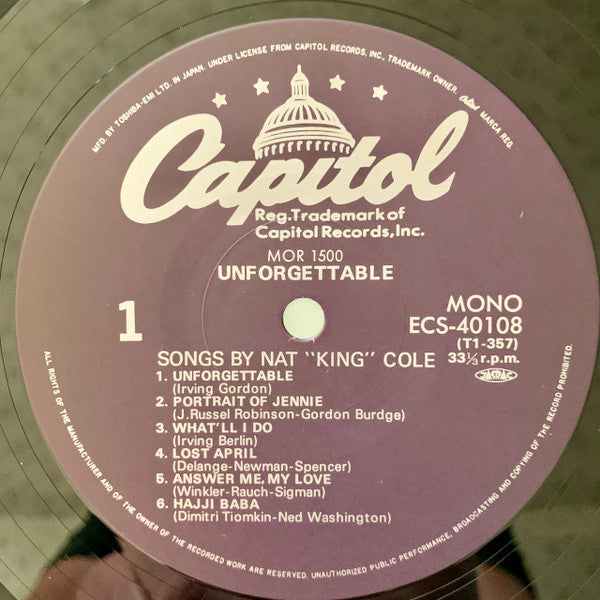 MFD. BY TOSHIBA-EMI LTD. IN JAPAN. UNDER LICENSE FROM CAPITOL RECORDS, INC., TRADEMARK OWNER. Capitol MARCA REG.
Capitol
Reg.Trademark of
Capitol Records,Inc.
MOR 1500
UNFORGETTABLE
1
MONO
ECS-40108
(T1-357)
33⅓ r.p.m.
JASRAC
SONGS BY NAT "KING" COLE
1. UNFORGETTABLE
(Irving Gordon)
2. PORTRAIT OF JENNIE
(J.Russel Robinson-Gordon Burdge)
3. WHAT'LL I DO
(Irving Berlin)
4. LOST APRIL
(Delange-Newman-Spencer)
5. ANSWER ME, MY LOVE
(Winkler-Rauch-Sigman)
6. HAJJI BABA
(Dimitri Tiomkin-Ned Washington)
ALL RIGHTS OF THE MANUFACTURER AND OF THE OWNER OF THE RECORDED WORK ARE RESERVED. UNAUTHORIZED PUBLIC PERFORMANCE, BROADCASTING AND COPYING OF THE RECORD PROHIBITED.